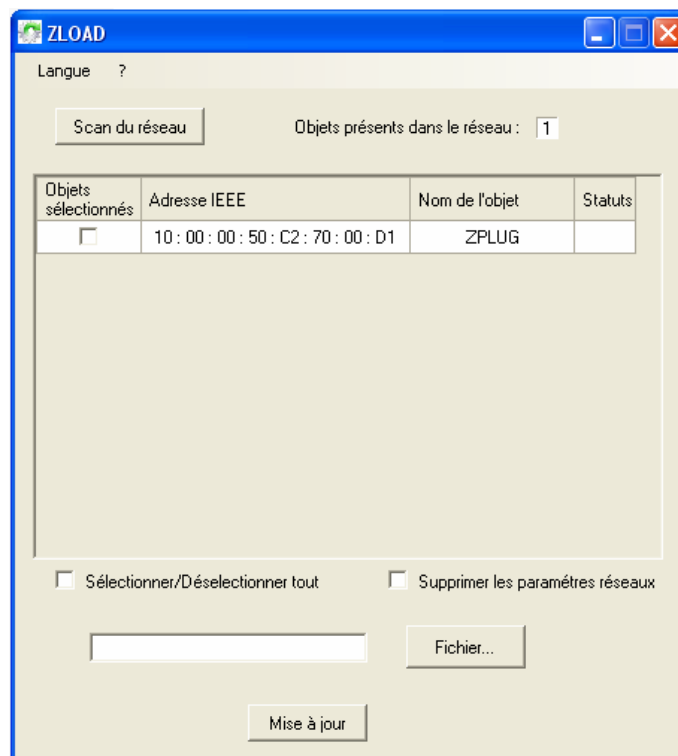 ZLOAD
Langue ?
Scan du réseau
Objets présents dans le réseau : 1
Objets sélectionnés
Adresse IEEE
Nom de l'objet
Statuts
10 : 00 : 00 : 50 : C2 : 70 : 00 : D1
ZPLUG
Sélectionner/Déselectionner tout
Supprimer les paramétres réseaux
Fichier...
Mise à jour